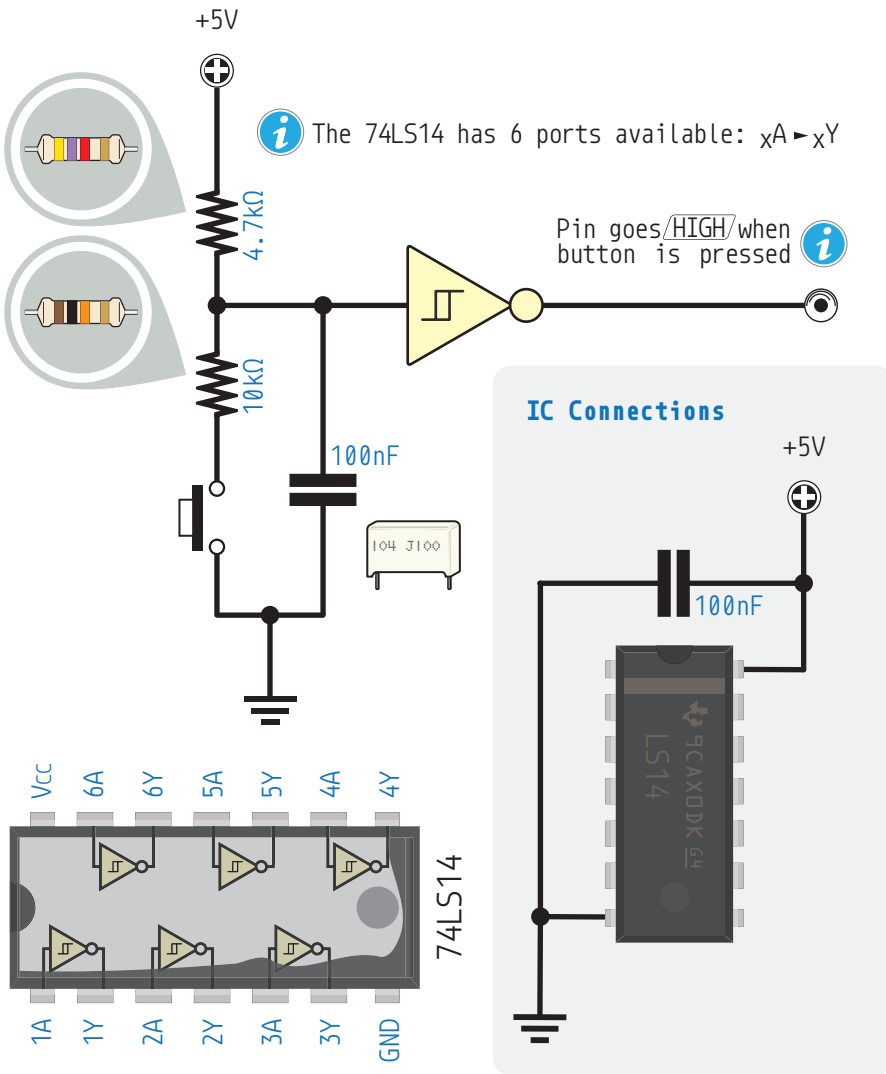 +5V
The 74LS14 has 6 ports available: xA ► xY
4.7kΩ
Pin goes HIGH when
button is pressed
10kΩ
IC Connections
100nF
+5V
104 J100
100nF
9CAXODK G4
LS14
VCC 6A 6Y 5A 5Y 4A 4Y
74LS14
1A 1Y 2A 2Y 3A 3Y GND